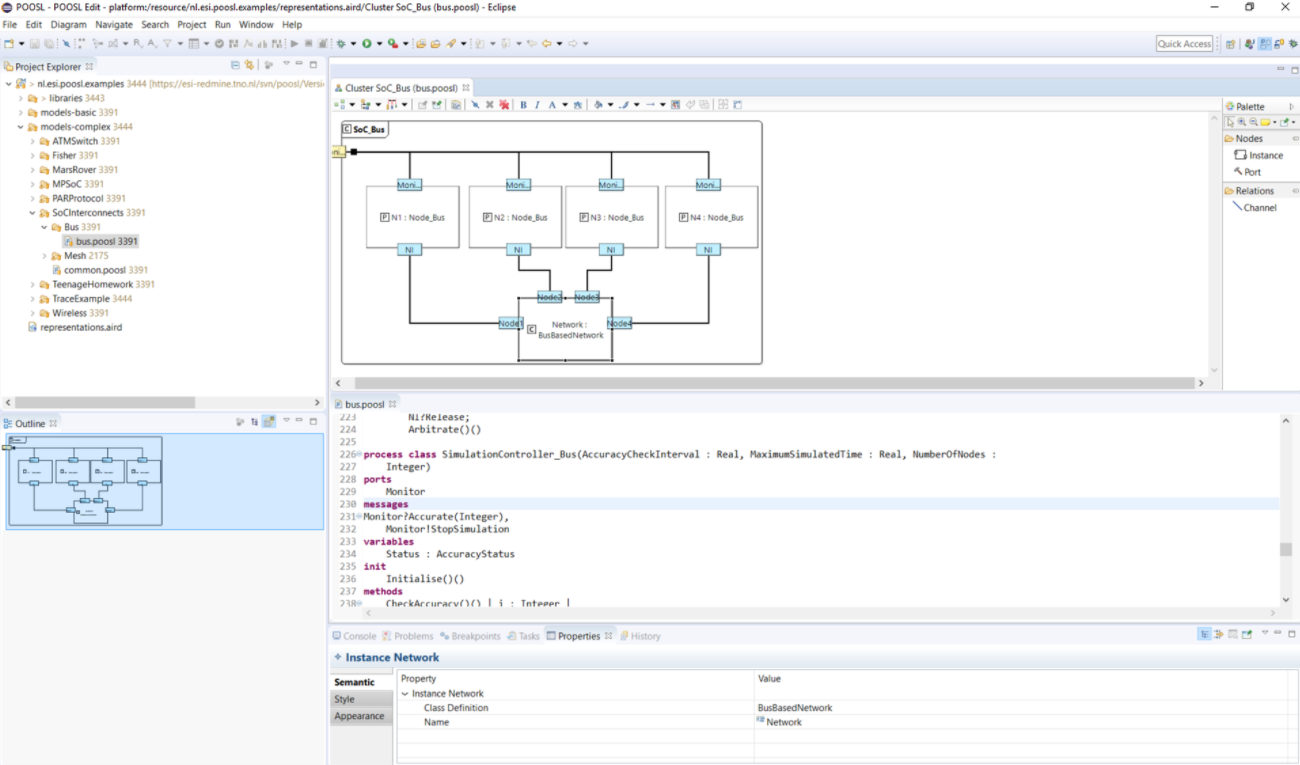 POOSL - POOSL Edit - platform:/resource/nl.esi.poosl.examples/representations.aird/Cluster SoC_Bus (bus.poosl) - Eclipse
File Edit Diagram Navigate Search Project Run Window Help
Quick Access
Project Explorer
> nl.esi.poosl.examples 3444 [https://esi-redmine.tno.nl/svn/poosl/Versi
> libraries 3443
models-basic 3391
models-complex 3444
ATMSwitch 3391
Fisher 3391
MarsRover 3391
MPSoC 3391
PARProtocol 3391
SoCInterconnects 3391
Bus 3391
bus.poosl 3391
Mesh 2175
common.poosl 3391
TeenageHomework 3391
TraceExample 3444
Wireless 3391
representations.aird
Outline
Cluster SoC_Bus (bus.poosl)
B I A
C SoC_Bus
Moni... Moni... Moni... Moni...
P N1 : Node_Bus P N2 : Node_Bus P N3 : Node_Bus P N4 : Node_Bus
NI NI NI NI
Node2 Node3
Node1 Node4
C Network :
BusBasedNetwork
Palette
Nodes
Instance
Port
Relations
Channel
bus.poosl
223 NI?Release;
224 Arbitrate()()
225
226 process class SimulationController_Bus(AccuracyCheckInterval : Real, MaximumSimulatedTime : Real, NumberOfNodes :
227 Integer)
228 ports
229 Monitor
230 messages
231 Monitor?Accurate(Integer),
232 Monitor!StopSimulation
233 variables
234 Status : AccuracyStatus
235 init
236 Initialise()()
237 methods
238 CheckAccuracy()() | i : Integer |
Console Problems Breakpoints Tasks Properties History
Instance Network
Semantic
Style
Appearance
Property Value
Instance Network
Class Definition BusBasedNetwork
Name Network